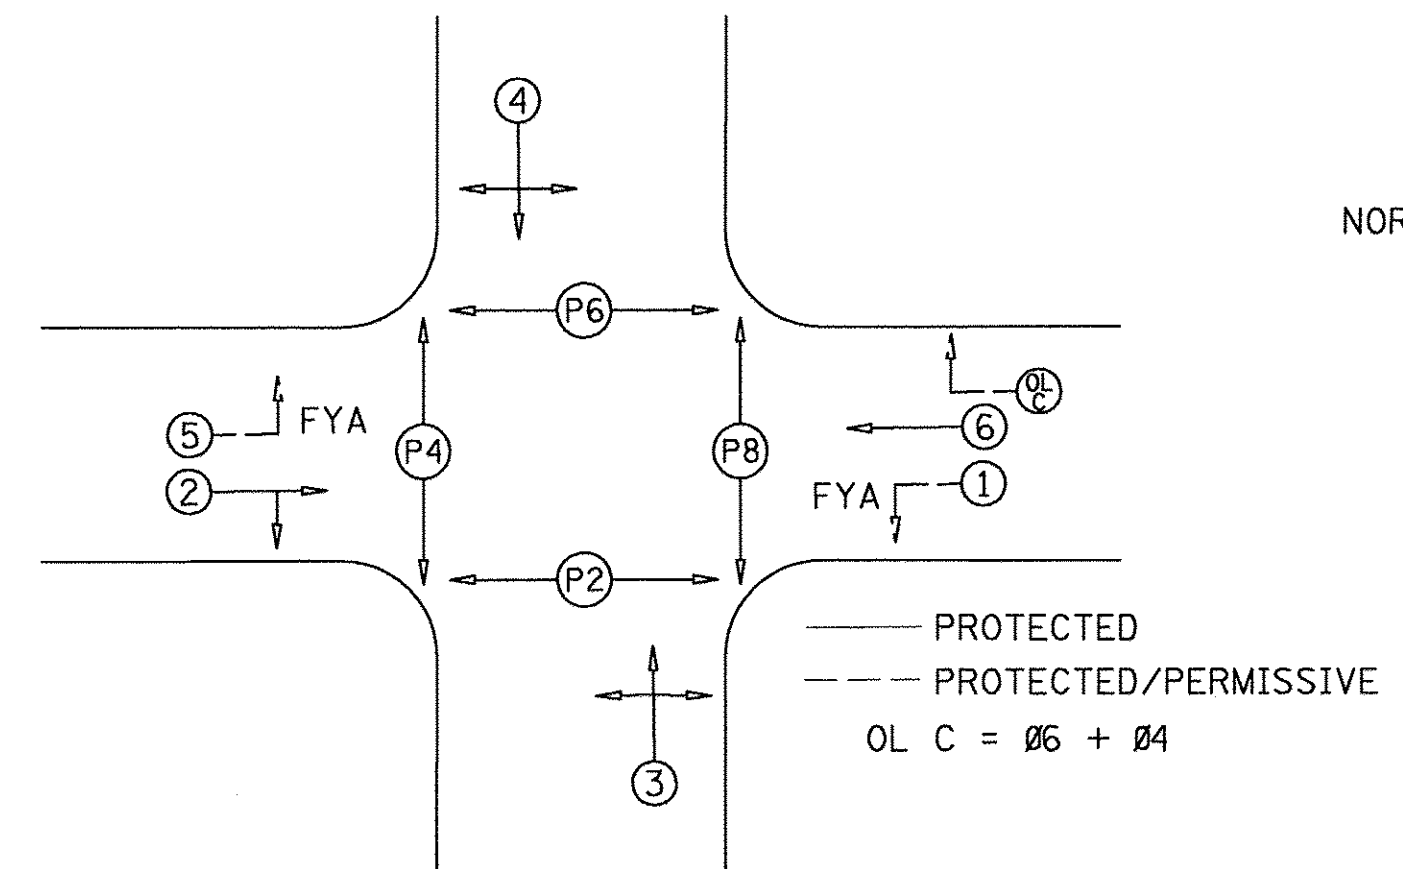 4
NOR
P6
OL
C
5
FYA
6
P4
P8
2
FYA
1
P2
PROTECTED
PROTECTED/PERMISSIVE
OL C = Ø6 + Ø4
3